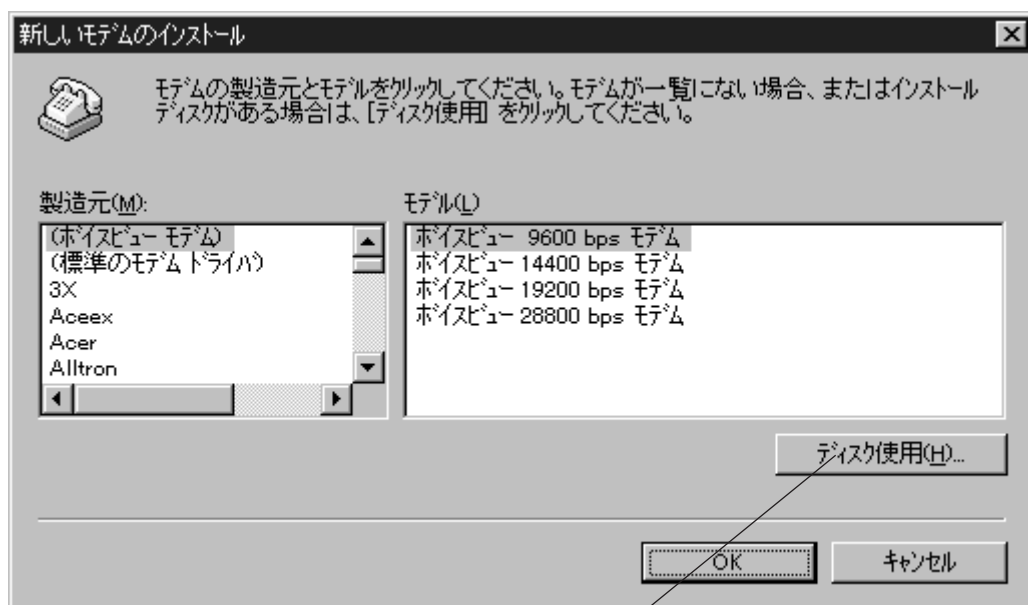 新しいモデムのインストール
モデムの製造元とモデルをクリックしてください。モデムが一覧にない場合、またはインストール
ディスクがある場合は、[ディスク使用] をクリックしてください。
製造元(M):
モデル(L)
(ボイスビュー モデム)
(標準のモデム ドライバ)
3X
Aceex
Acer
Alltron
ボイスビュー 9600 bps モデム
ボイスビュー 14400 bps モデム
ボイスビュー 19200 bps モデム
ボイスビュー 28800 bps モデム
ディスク使用(H)...
OK
キャンセル